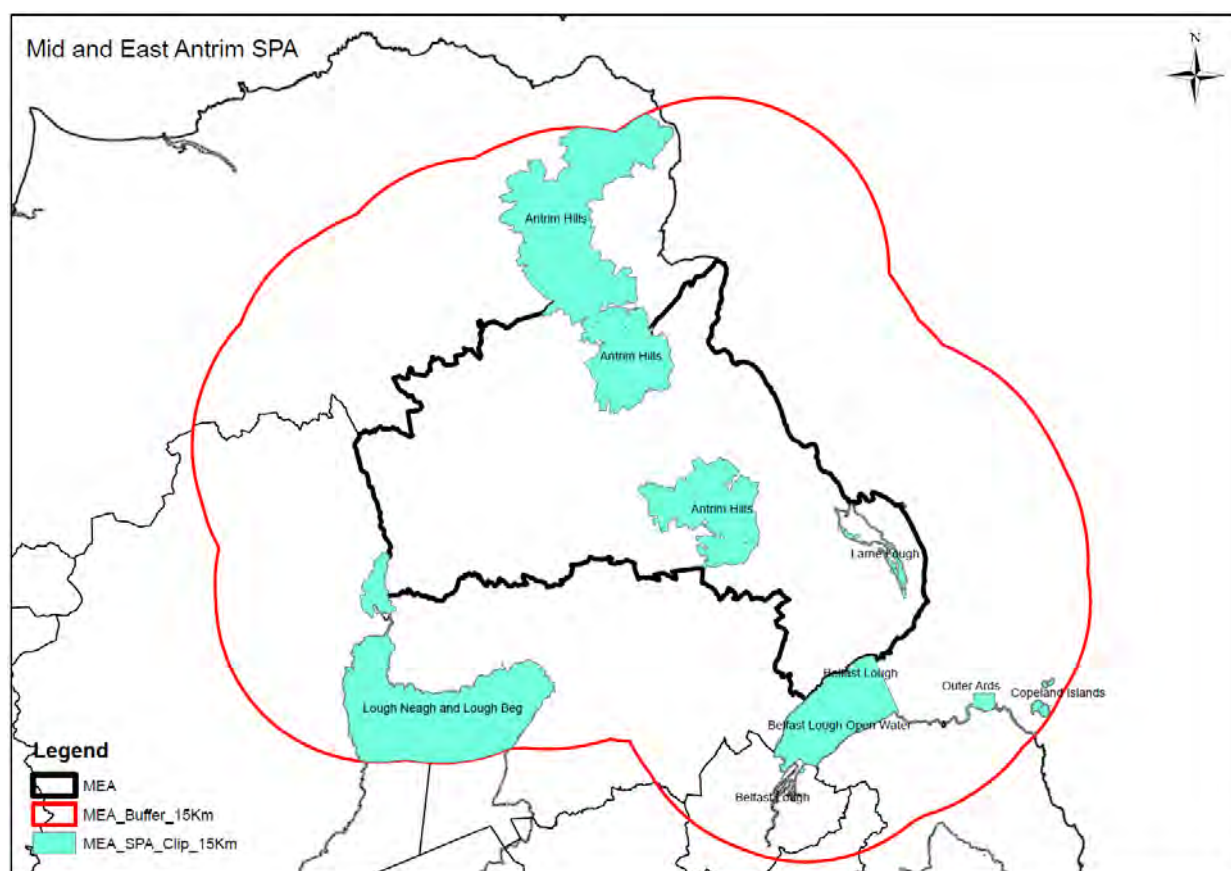 Mid and East Antrim SPA
N
Antrim Hills
Antrim Hills
Antrim Hills
Larne Lough
Belfast Lough
Outer Ards
Copeland Islands
Lough Neagh and Lough Beg
Belfast Lough Open Water
Belfast Lough
Legend
MEA
MEA_Buffer_15Km
MEA_SPA_Clip_15Km